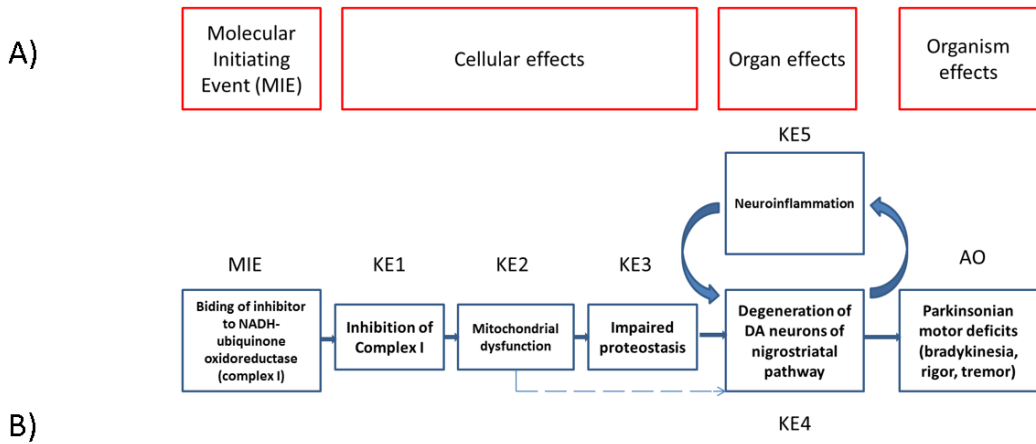 A)
Molecular
Initiating
Event (MIE)
Cellular effects
Organ effects
Organism
effects
KE5
Neuroinflammation
MIE
KE1
KE2
KE3
AO
Biding of inhibitor
to NADH-
ubiquinone
oxidoreductase
(complex I)
Inhibition of
Complex I
Mitochondrial
dysfunction
Impaired
proteostasis
Degeneration of
DA neurons of
nigrostriatal
pathway
Parkinsonian
motor deficits
(bradykinesia,
rigor, tremor)
B)
KE4